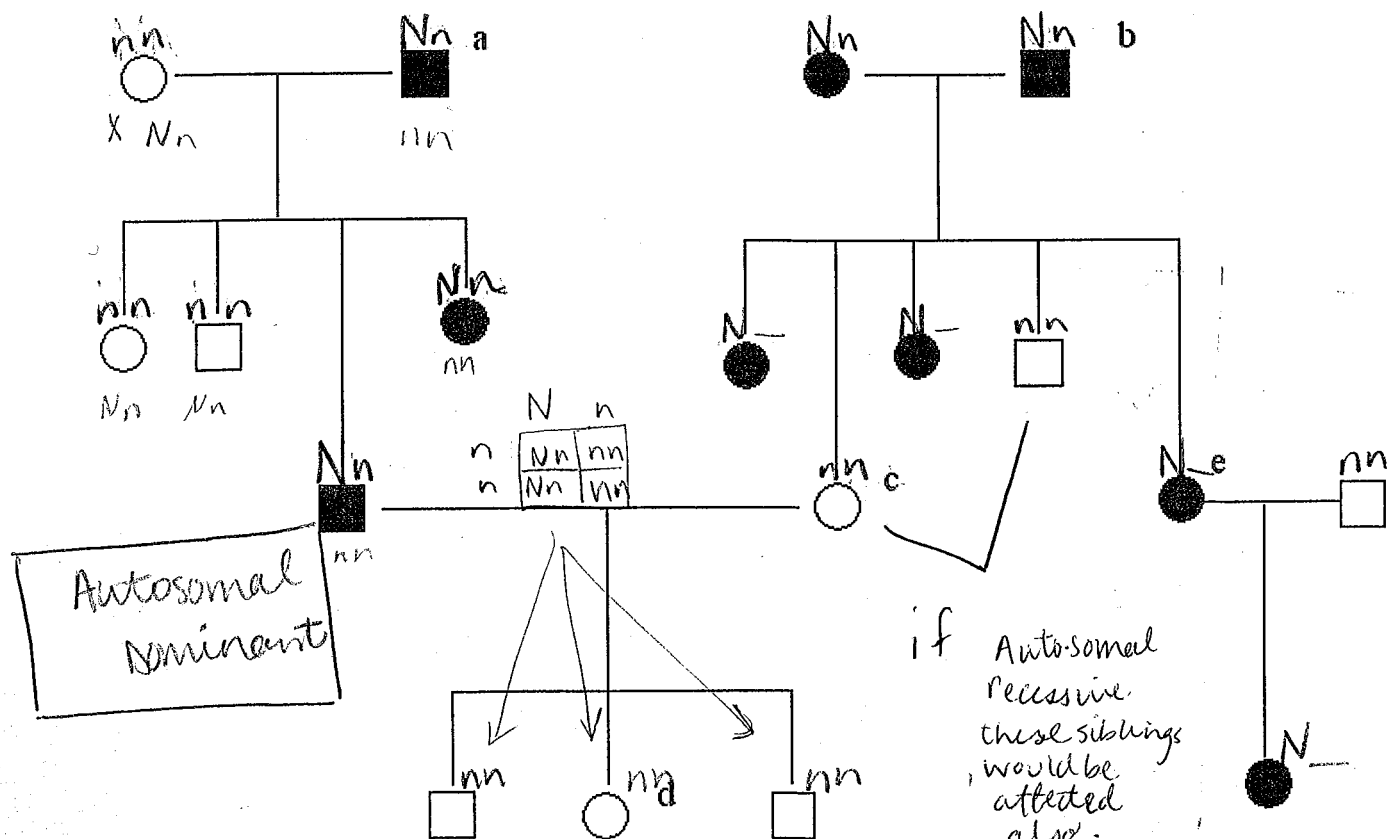 nn
Nn a
Nn
Nn b
X Nn
nn
nn
nn
Nn
nn
Nn
Nn
N_
N_
nn
N n
n Nn nn
n Nn nn
Nn
nn
nn c
N_ e
nn
Autosomal
Dominant
if Autosomal
recessive
these siblings
would be
affected
also.
nn
nn d
nn
N_